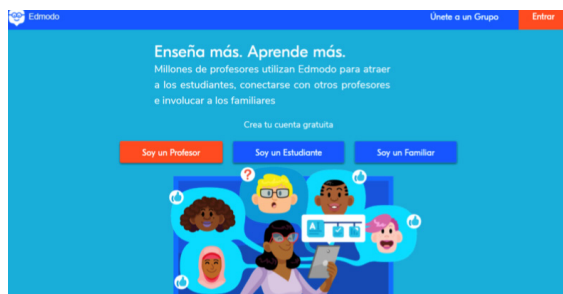 Edmodo
Únete a un Grupo
Entrar
Enseña más. Aprende más.
Millones de profesores utilizan Edmodo para atraer
a los estudiantes, conectarse con otros profesores
e involucrar a los familiares
Crea tu cuenta gratuita
Soy un Profesor
Soy un Estudiante
Soy un Familiar
?
A